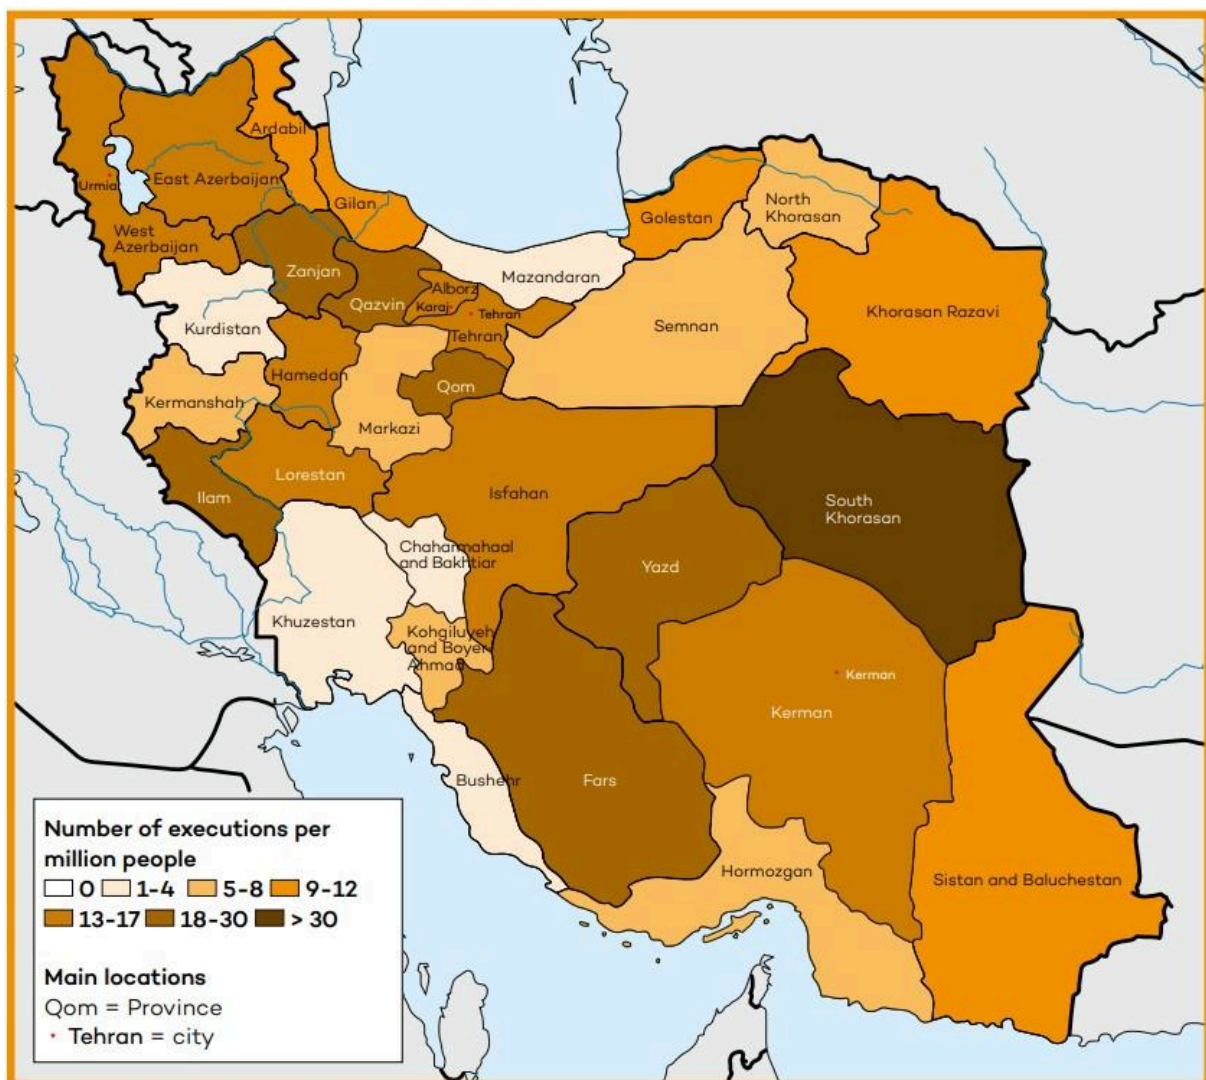 Ardabil
East Azerbaijan
Urmia
Gilan
West
Azerbaijan
Golestan
North
Khorasan
Zanjan
Mazandaran
Qazvin
Alborz
Karaj
Tehran
Khorasan Razavi
Kurdistan
Semnan
Tehran
Hamedan
Qom
Kermanshah
Markazi
Lorestan
Ilam
Isfahan
South
Khorasan
Chaharmahaal
and Bakhtiar
Yazd
Khuzestan
Kohgiluyeh
and Boyer
Ahmad
Kerman
Kerman
Bushehr
Fars
Hormozgan
Sistan and Baluchestan
Number of executions per
million people
0 1-4 5-8 9-12
13-17 18-30 > 30
Main locations
Qom = Province
Tehran = city